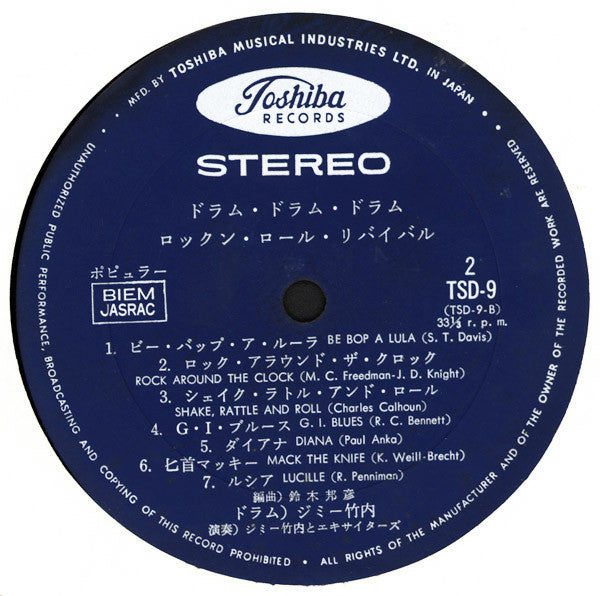 MFD. BY TOSHIBA MUSICAL INDUSTRIES LTD. IN JAPAN •
Toshiba
RECORDS
STEREO
ドラム・ドラム・ドラム
ロックン・ロール・リバイバル
ポピュラー
BIEM
JASRAC
2
TSD-9
(TSD-9-B)
33⅓ r. p. m.
1. ビー・バップ・ア・ルーラ BE BOP A LULA (S. T. Davis)
2. ロック・アラウンド・ザ・クロック
ROCK AROUND THE CLOCK (M. C. Freedman-J. D. Knight)
3. シェイク・ラトル・アンド・ロール
SHAKE, RATTLE AND ROLL (Charles Calhoun)
4. G・I・ブルース G. I. BLUES (R. C. Bennett)
5. ダイアナ DIANA (Paul Anka)
6. 匕首マッキー MACK THE KNIFE (K. Weill-Brecht)
7. ルシア LUCILLE (R. Penniman)
編曲) 鈴木邦彦
ドラム) ジミー竹内
演奏) ジミー竹内とエキサイターズ
UNAUTHORIZED PUBLIC PERFORMANCE, BROADCASTING AND COPYING OF THIS RECORD PROHIBITED • ALL RIGHTS OF THE MANUFACTURER AND OF THE OWNER OF THE RECORDED WORK ARE RESERVED